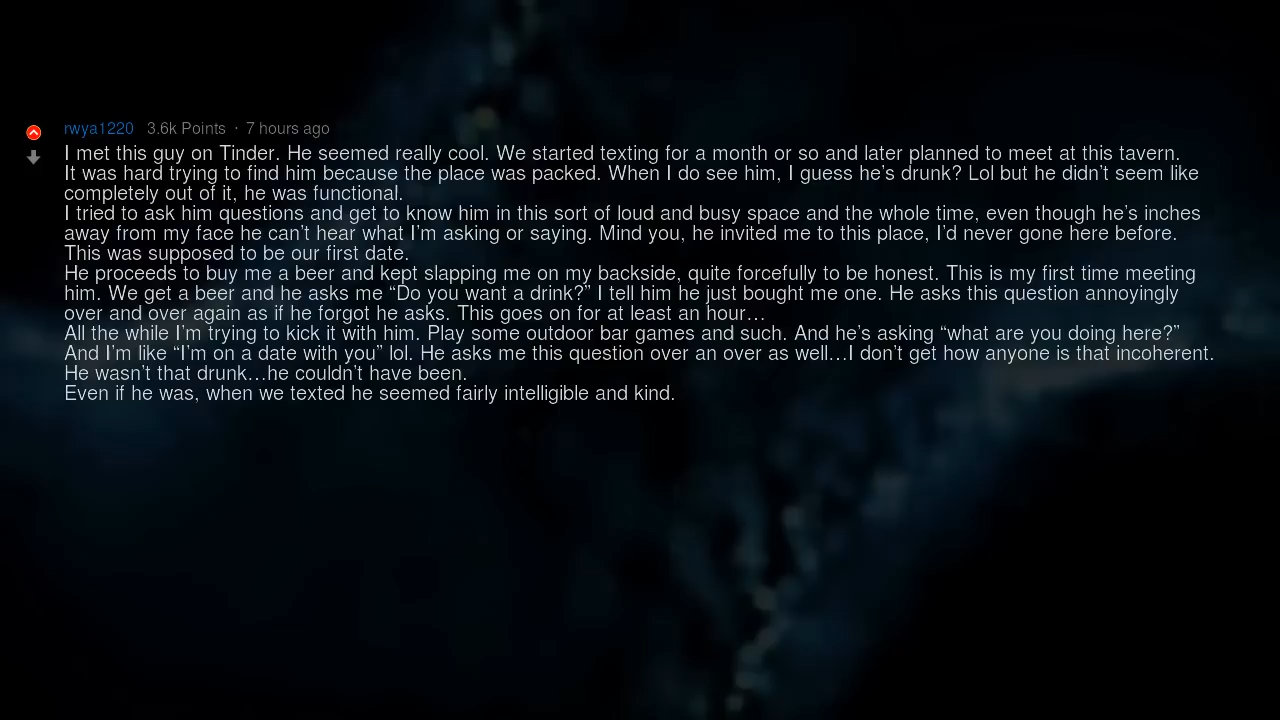 rwya1220 3.6k Points · 7 hours ago
I met this guy on Tinder. He seemed really cool. We started texting for a month or so and later planned to meet at this tavern.
It was hard trying to find him because the place was packed. When I do see him, I guess he's drunk? Lol but he didn't seem like
completely out of it, he was functional.
I tried to ask him questions and get to know him in this sort of loud and busy space and the whole time, even though he's inches
away from my face he can't hear what I'm asking or saying. Mind you, he invited me to this place, I'd never gone here before.
This was supposed to be our first date.
He proceeds to buy me a beer and kept slapping me on my backside, quite forcefully to be honest. This is my first time meeting
him. We get a beer and he asks me “Do you want a drink?” I tell him he just bought me one. He asks this question annoyingly
over and over again as if he forgot he asks. This goes on for at least an hour…
All the while I'm trying to kick it with him. Play some outdoor bar games and such. And he's asking “what are you doing here?”
And I'm like “I'm on a date with you” lol. He asks me this question over an over as well…I don't get how anyone is that incoherent.
He wasn't that drunk…he couldn't have been.
Even if he was, when we texted he seemed fairly intelligible and kind.